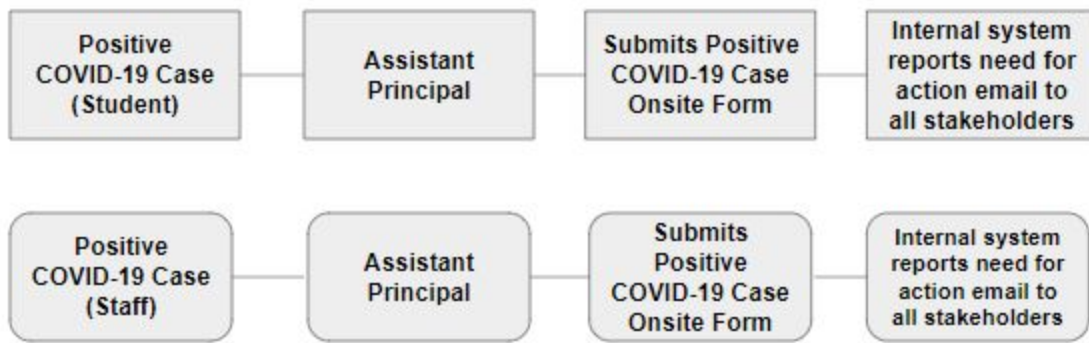 Positive
COVID-19 Case
(Student)
Assistant
Principal
Submits Positive
COVID-19 Case
Onsite Form
Internal system
reports need for
action email to
all stakeholders
Positive
COVID-19 Case
(Staff)
Assistant
Principal
Submits
Positive
COVID-19 Case
Onsite Form
Internal system
reports need for
action email to
all stakeholders